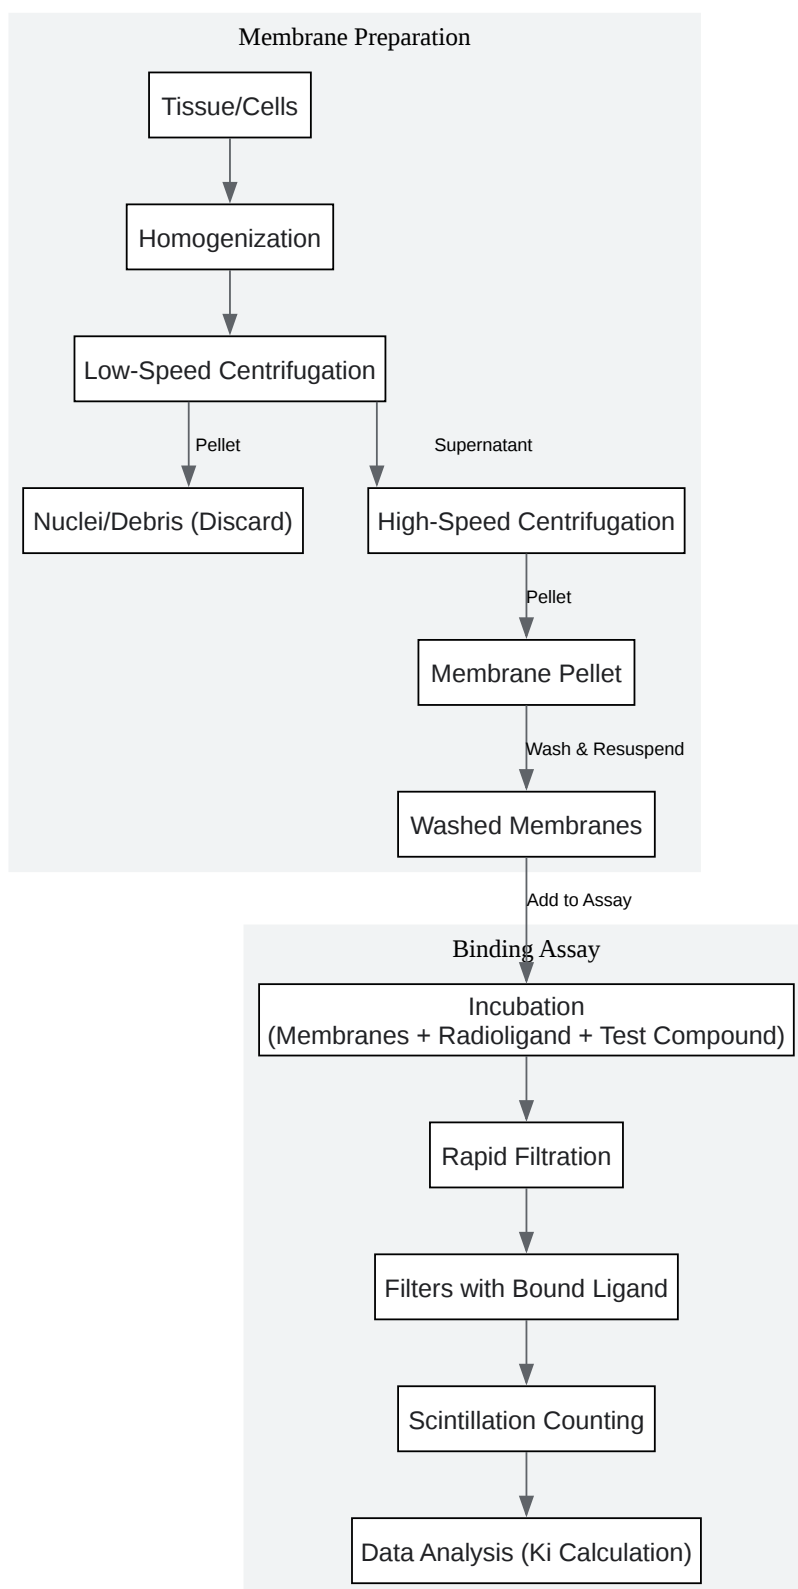 Membrane Preparation
Tissue/Cells
Homogenization
Low-Speed Centrifugation
Pellet
Supernatant
Nuclei/Debris (Discard)
High-Speed Centrifugation
Pellet
Membrane Pellet
Wash & Resuspend
Washed Membranes
Add to Assay
Binding Assay
Incubation
(Membranes + Radioligand + Test Compound)
Rapid Filtration
Filters with Bound Ligand
Scintillation Counting
Data Analysis (Ki Calculation)